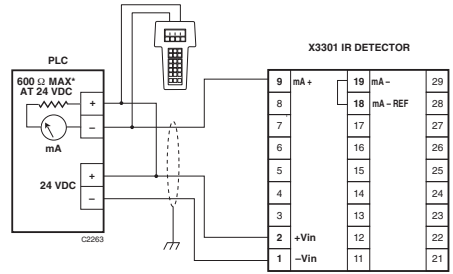 PLC
X3301 IR DETECTOR
600 Ω MAX*
AT 24 VDC
+
–
mA
24 VDC
+
–
C2263
9 mA + 19 mA – 29
8 18 mA – REF 28
7 17 27
6 16 26
5 15 25
4 14 24
3 13 23
2 +Vin 12 22
1 –Vin 11 21